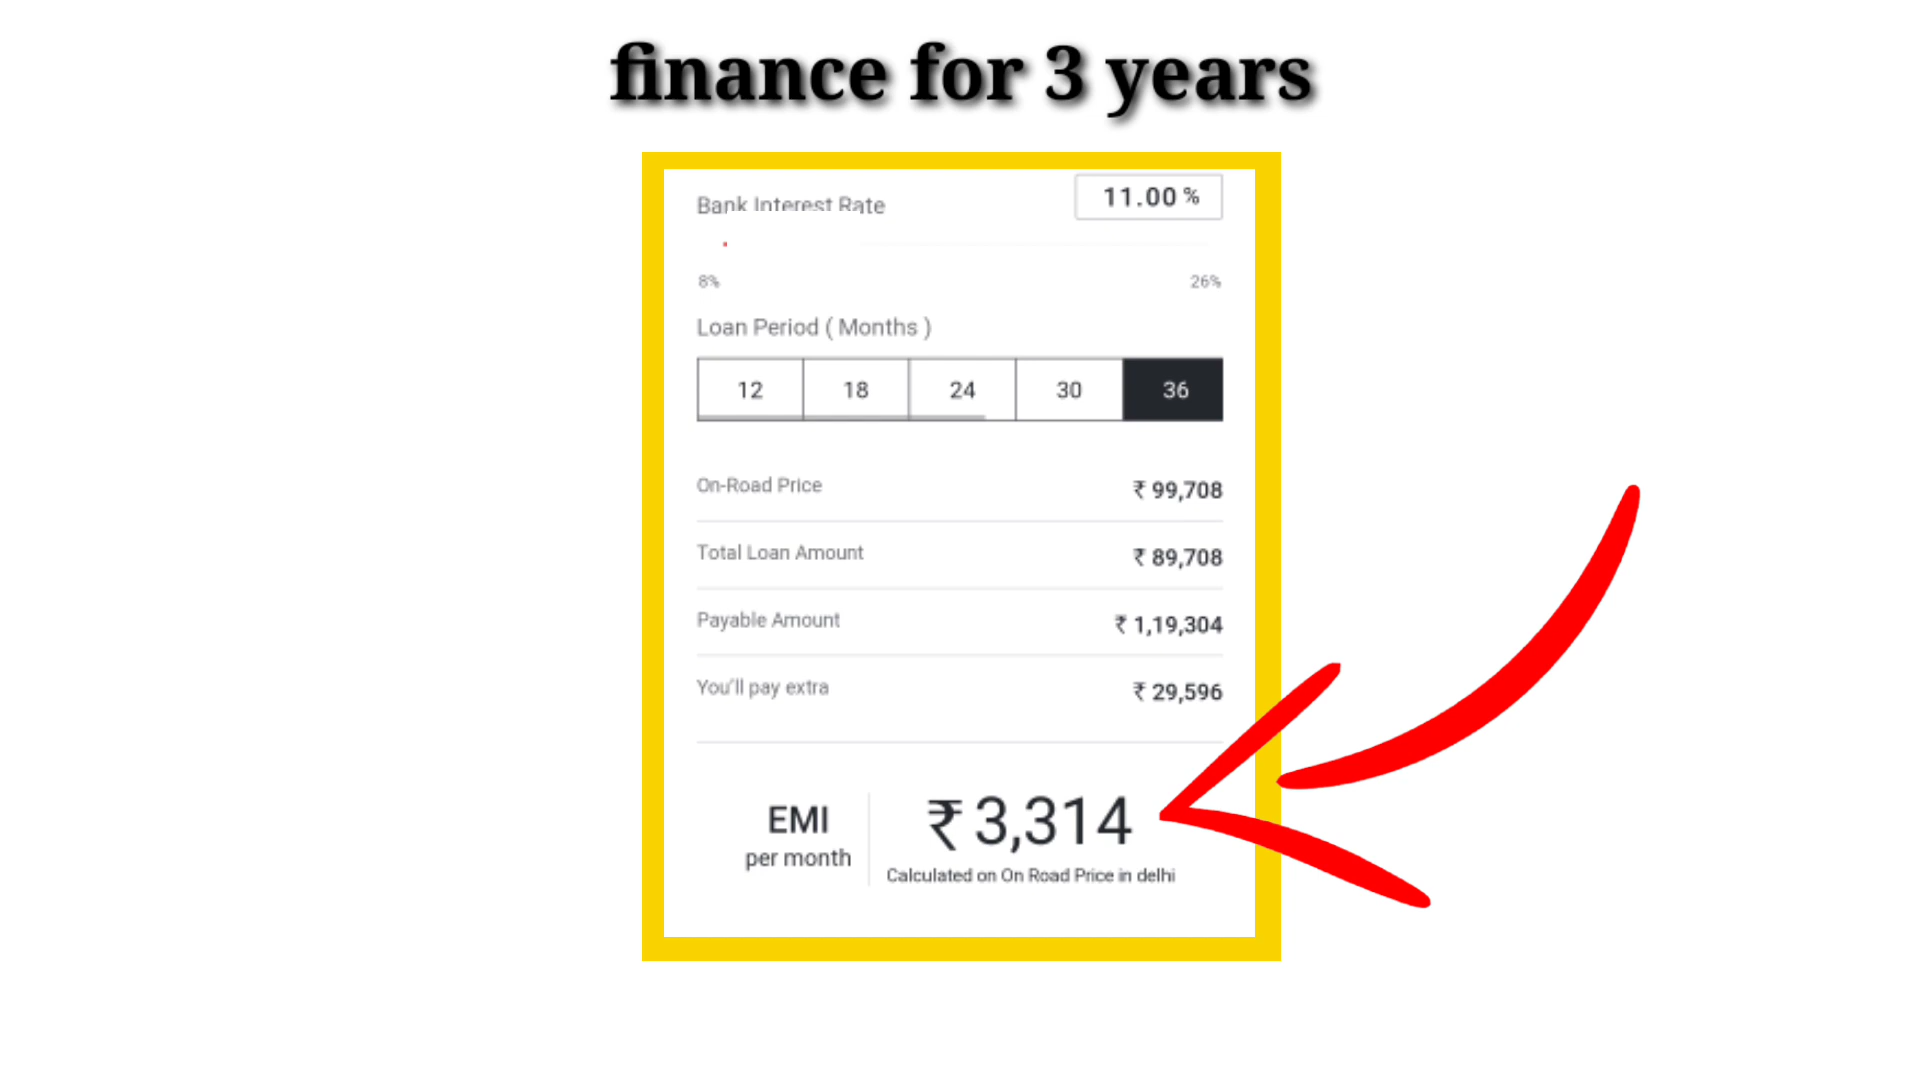 finance for 3 years
Bank Interest Rate 11.00 %
8% 26%
Loan Period ( Months )
12 18 24 30 36
On-Road Price ₹ 99,708
Total Loan Amount ₹ 89,708
Payable Amount ₹ 1,19,304
You'll pay extra ₹ 29,596
EMI ₹ 3,314
per month
Calculated on On Road Price in delhi